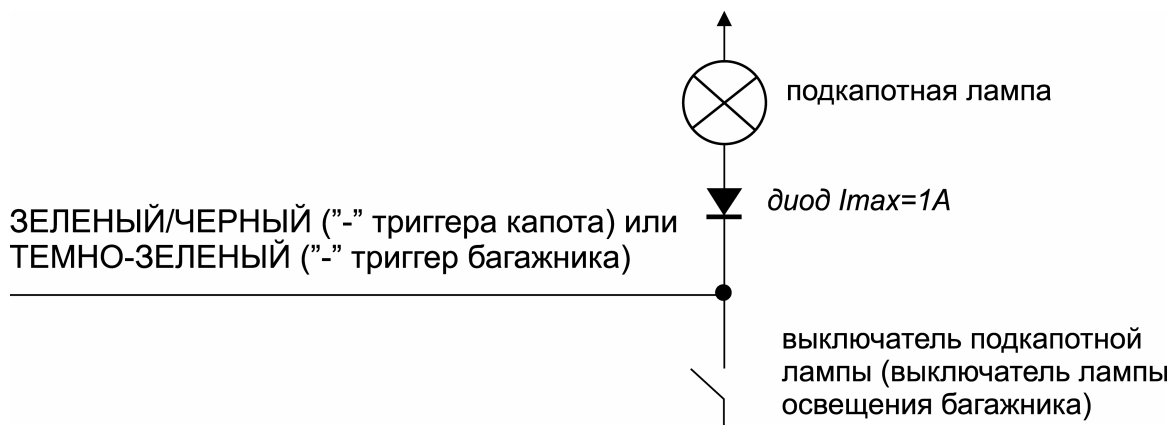 подкапотная лампа
диод Imax=1A
ЗЕЛЕНЫЙ/ЧЕРНЫЙ (”-” триггера капота) или
ТЕМНО-ЗЕЛЕНЫЙ (”-” триггер багажника)
выключатель подкапотной
лампы (выключатель лампы
освещения багажника)